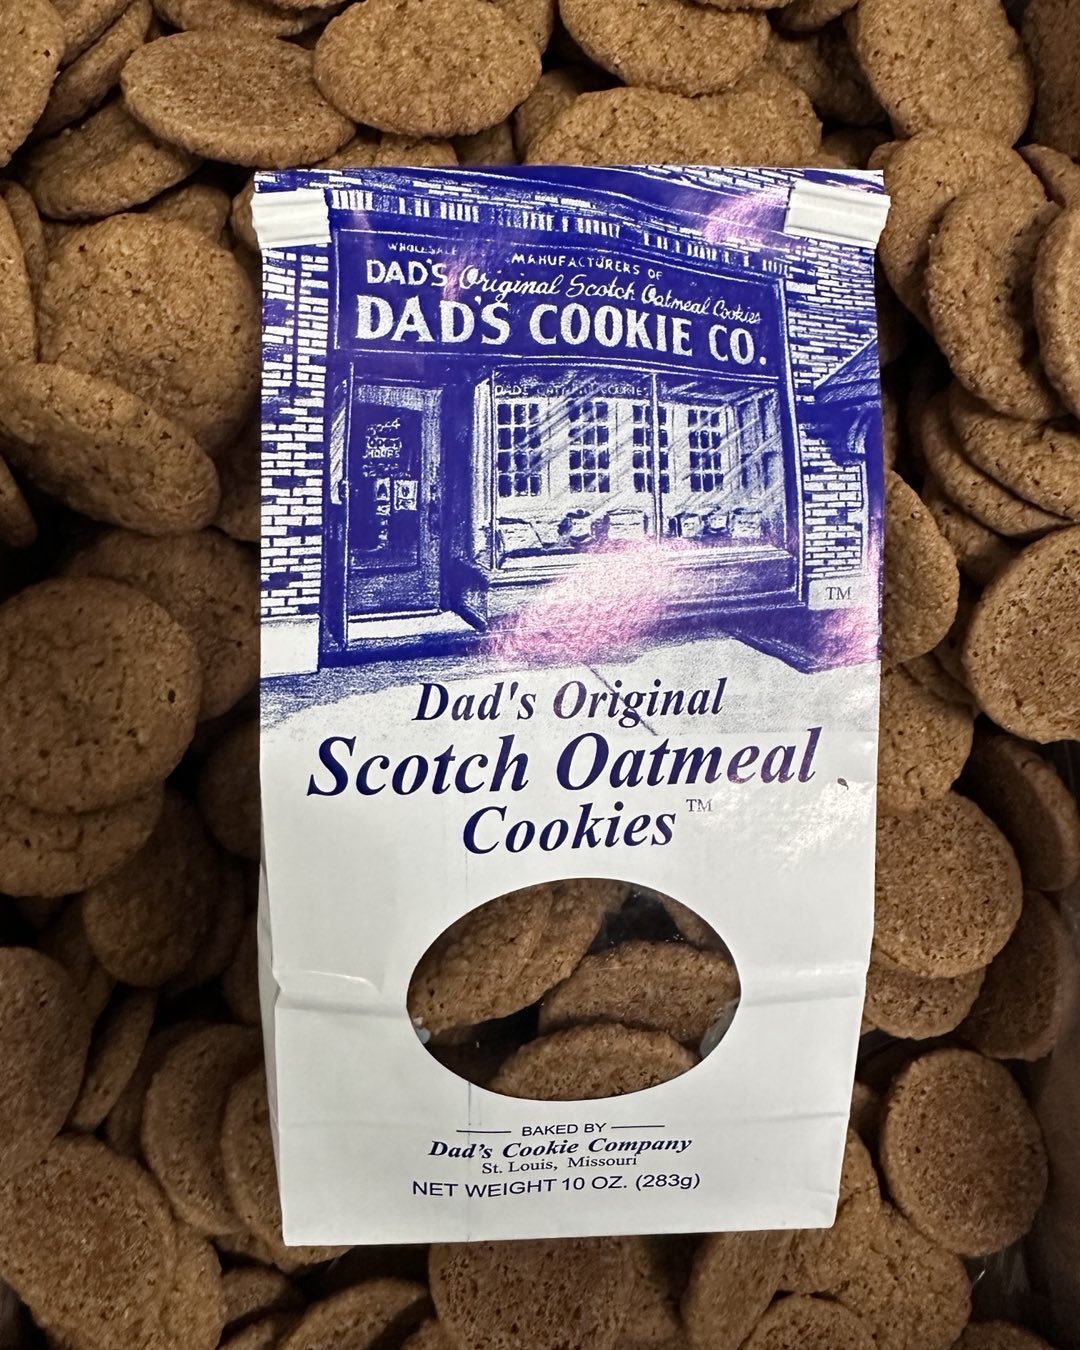 WHOLESALE MANUFACTURERS OF
DAD'S Original Scotch Oatmeal Cookies
DAD'S COOKIE CO.
TM
Dad's Original
Scotch Oatmeal
Cookies™
BAKED BY
Dad's Cookie Company
St. Louis, Missouri
NET WEIGHT 10 OZ. (283g)